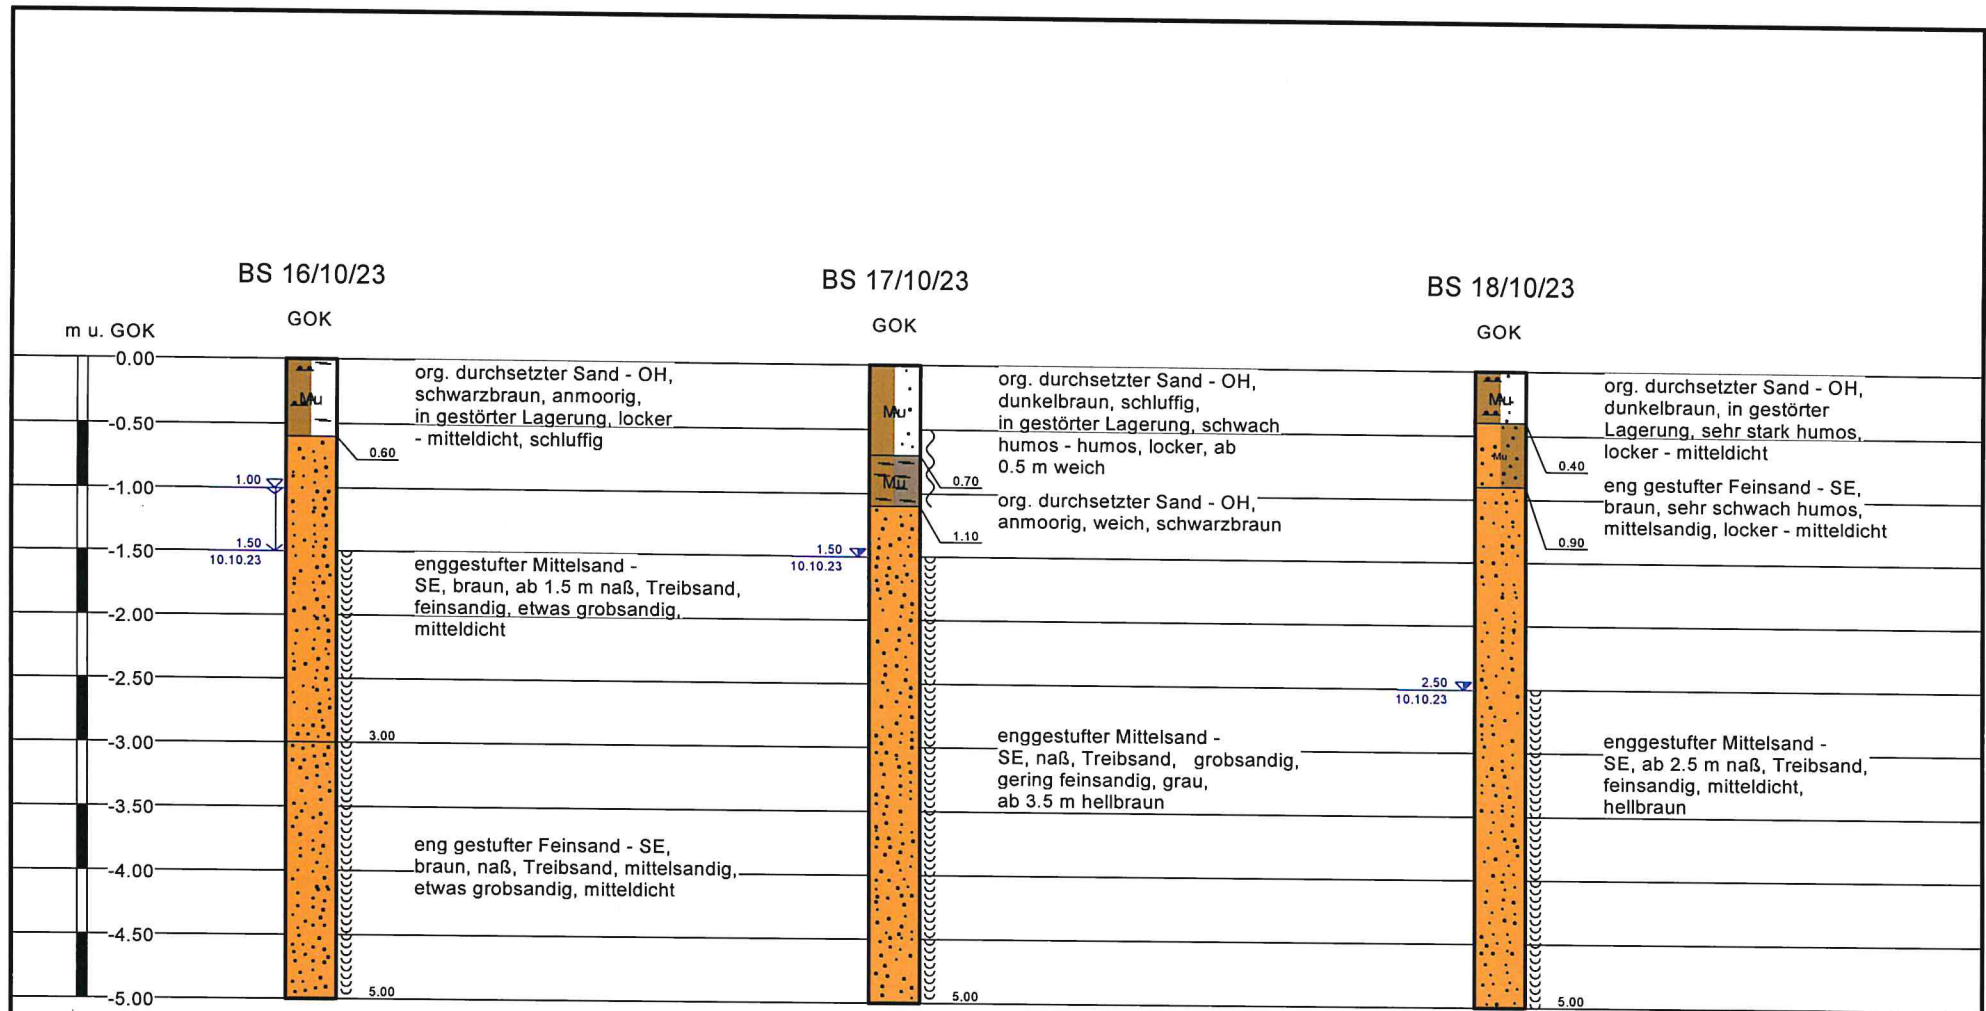 BS 16/10/23
BS 17/10/23
BS 18/10/23
GOK
GOK
GOK
m u. GOK
0.00
-0.50
-1.00
-1.50
-2.00
-2.50
-3.00
-3.50
-4.00
-4.50
-5.00
Mu
org. durchsetzter Sand - OH,
schwarzbraun, anmoorig,
in gestörter Lagerung, locker
- mitteldicht, schluffig
0.60
1.00
1.50
10.10.23
enggestufter Mittelsand -
SE, braun, ab 1.5 m naß, Treibsand,
feinsandig, etwas grobsandig,
mitteldicht
3.00
eng gestufter Feinsand - SE,
braun, naß, Treibsand, mittelsandig,
etwas grobsandig, mitteldicht
5.00
Mu
org. durchsetzter Sand - OH,
dunkelbraun, schluffig,
in gestörter Lagerung, schwach
humos - humos, locker, ab
0.5 m weich
0.70
Mu
org. durchsetzter Sand - OH,
anmoorig, weich, schwarzbraun
1.10
1.50
10.10.23
enggestufter Mittelsand -
SE, naß, Treibsand, grobsandig,
gering feinsandig, grau,
ab 3.5 m hellbraun
5.00
Mu
org. durchsetzter Sand - OH,
dunkelbraun, in gestörter
Lagerung, sehr stark humos,
locker - mitteldicht
0.40
Mu
eng gestufter Feinsand - SE,
braun, sehr schwach humos,
mittelsandig, locker - mitteldicht
0.90
2.50
10.10.23
enggestufter Mittelsand -
SE, ab 2.5 m naß, Treibsand,
feinsandig, mitteldicht,
hellbraun
5.00